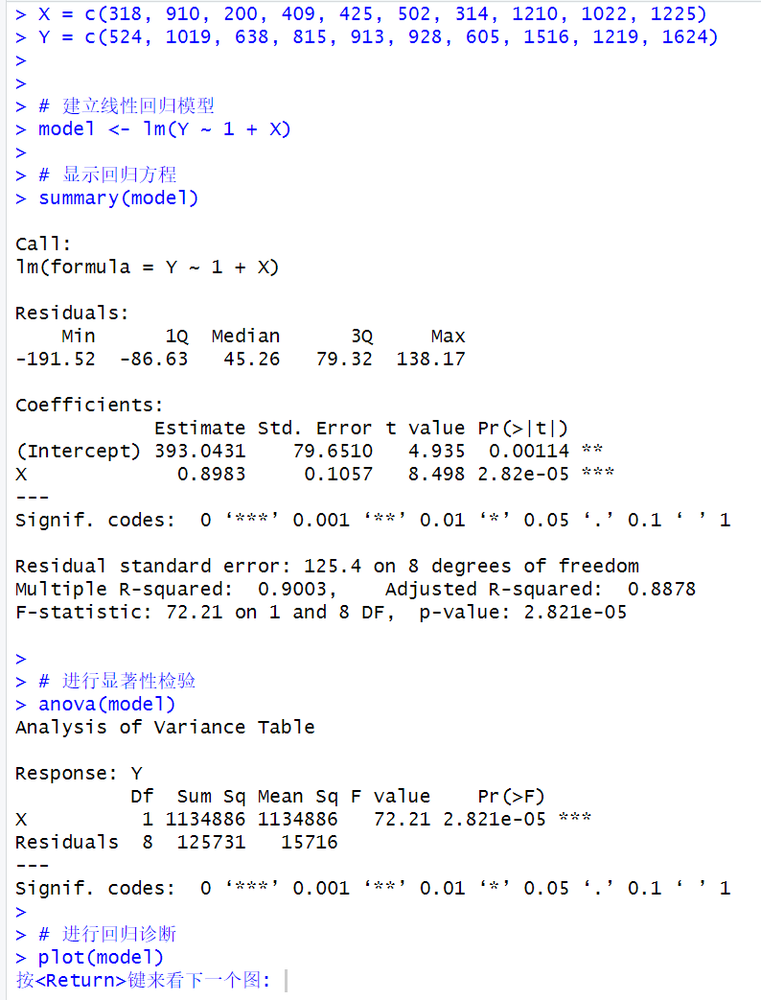 > X = c(318, 910, 200, 409, 425, 502, 314, 1210, 1022, 1225)
> Y = c(524, 1019, 638, 815, 913, 928, 605, 1516, 1219, 1624)
>
>
> # 建立线性回归模型
> model <- lm(Y ~ 1 + X)
>
> # 显示回归方程
> summary(model)
Call:
lm(formula = Y ~ 1 + X)
Residuals:
    Min      1Q  Median      3Q     Max
-191.52  -86.63   45.26   79.32  138.17
Coefficients:
            Estimate Std. Error t value Pr(>|t|)
(Intercept) 393.0431    79.6510   4.935  0.00114 **
X             0.8983     0.1057   8.498 2.82e-05 ***
---
Signif. codes:  0 ‘***’ 0.001 ‘**’ 0.01 ‘*’ 0.05 ‘.’ 0.1 ‘ ’ 1
Residual standard error: 125.4 on 8 degrees of freedom
Multiple R-squared:  0.9003,    Adjusted R-squared:  0.8878
F-statistic: 72.21 on 1 and 8 DF,  p-value: 2.821e-05
>
> # 进行显著性检验
> anova(model)
Analysis of Variance Table
Response: Y
          Df  Sum Sq Mean Sq F value    Pr(>F)
X          1 1134886 1134886   72.21 2.821e-05 ***
Residuals  8  125731   15716
---
Signif. codes:  0 ‘***’ 0.001 ‘**’ 0.01 ‘*’ 0.05 ‘.’ 0.1 ‘ ’ 1
>
> # 进行回归诊断
> plot(model)
按<Return>键来看下一个图: